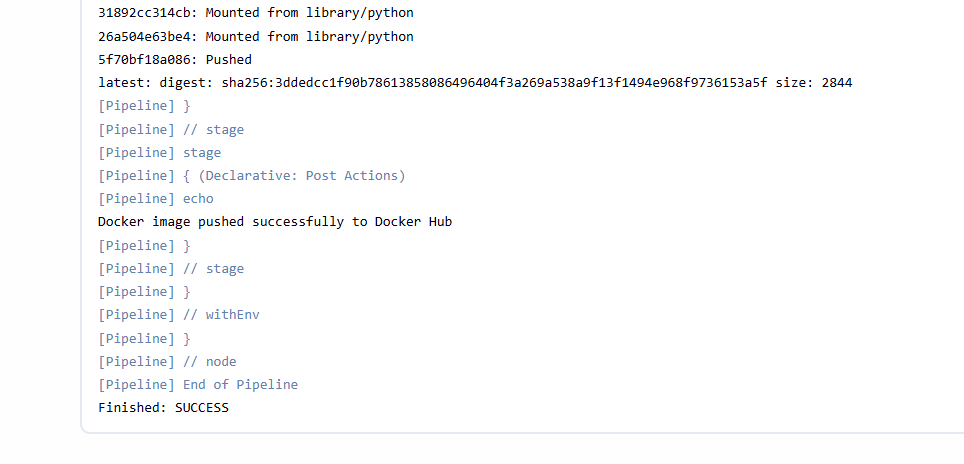 31892cc314cb: Mounted from library/python
26a504e63be4: Mounted from library/python
5f70bf18a086: Pushed
latest: digest: sha256:3ddedcc1f90b78613858086496404f3a269a538a9f13f1494e968f9736153a5f size: 2844
[Pipeline] }
[Pipeline] // stage
[Pipeline] stage
[Pipeline] { (Declarative: Post Actions)
[Pipeline] echo
Docker image pushed successfully to Docker Hub
[Pipeline] }
[Pipeline] // stage
[Pipeline] }
[Pipeline] // withEnv
[Pipeline] }
[Pipeline] // node
[Pipeline] End of Pipeline
Finished: SUCCESS